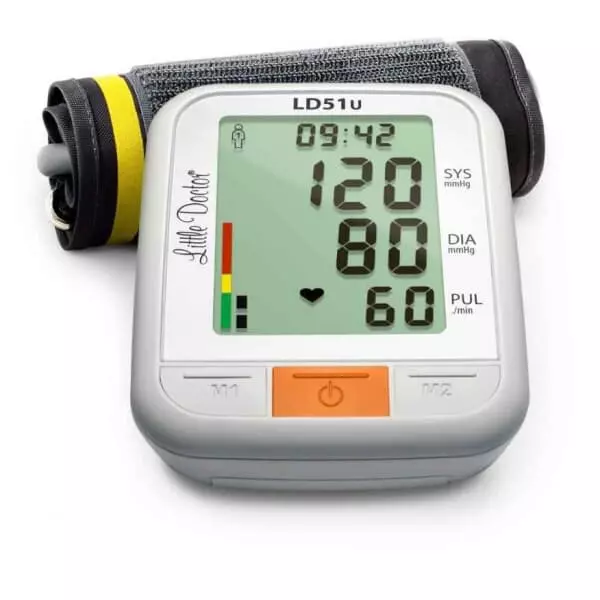 LD51U
09:42
120 SYS
mmHg
80 DIA
mmHg
60 PUL
./min
Little Doctor®
M1 M2